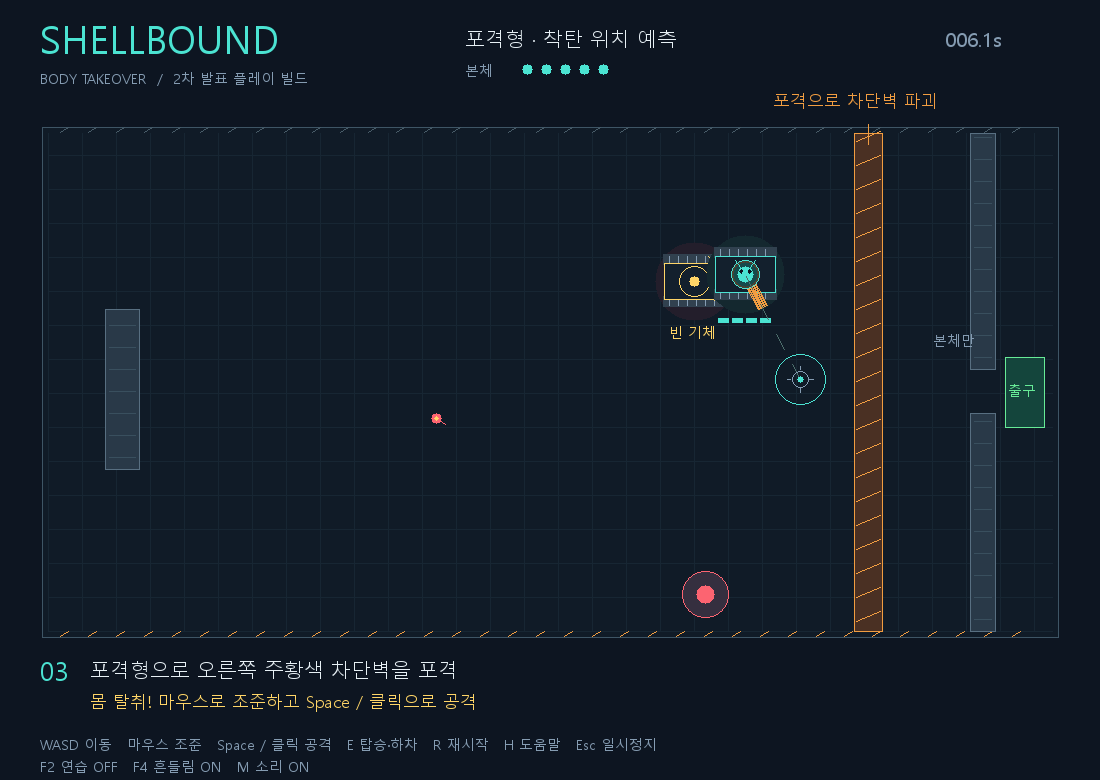 SHELLBOUND
포격형 · 착탄 위치 예측
006.1s
BODY TAKEOVER / 2차 발표 플레이 빌드
본체
포격으로 차단벽 파괴
빈 기체
본체만
출구
03 포격형으로 오른쪽 주황색 차단벽을 포격
몸 탈취! 마우스로 조준하고 Space / 클릭으로 공격
WASD 이동 마우스 조준 Space / 클릭 공격 E 탑승·하차 R 재시작 H 도움말 Esc 일시정지
F2 연습 OFF F4 흔들림 ON M 소리 ON